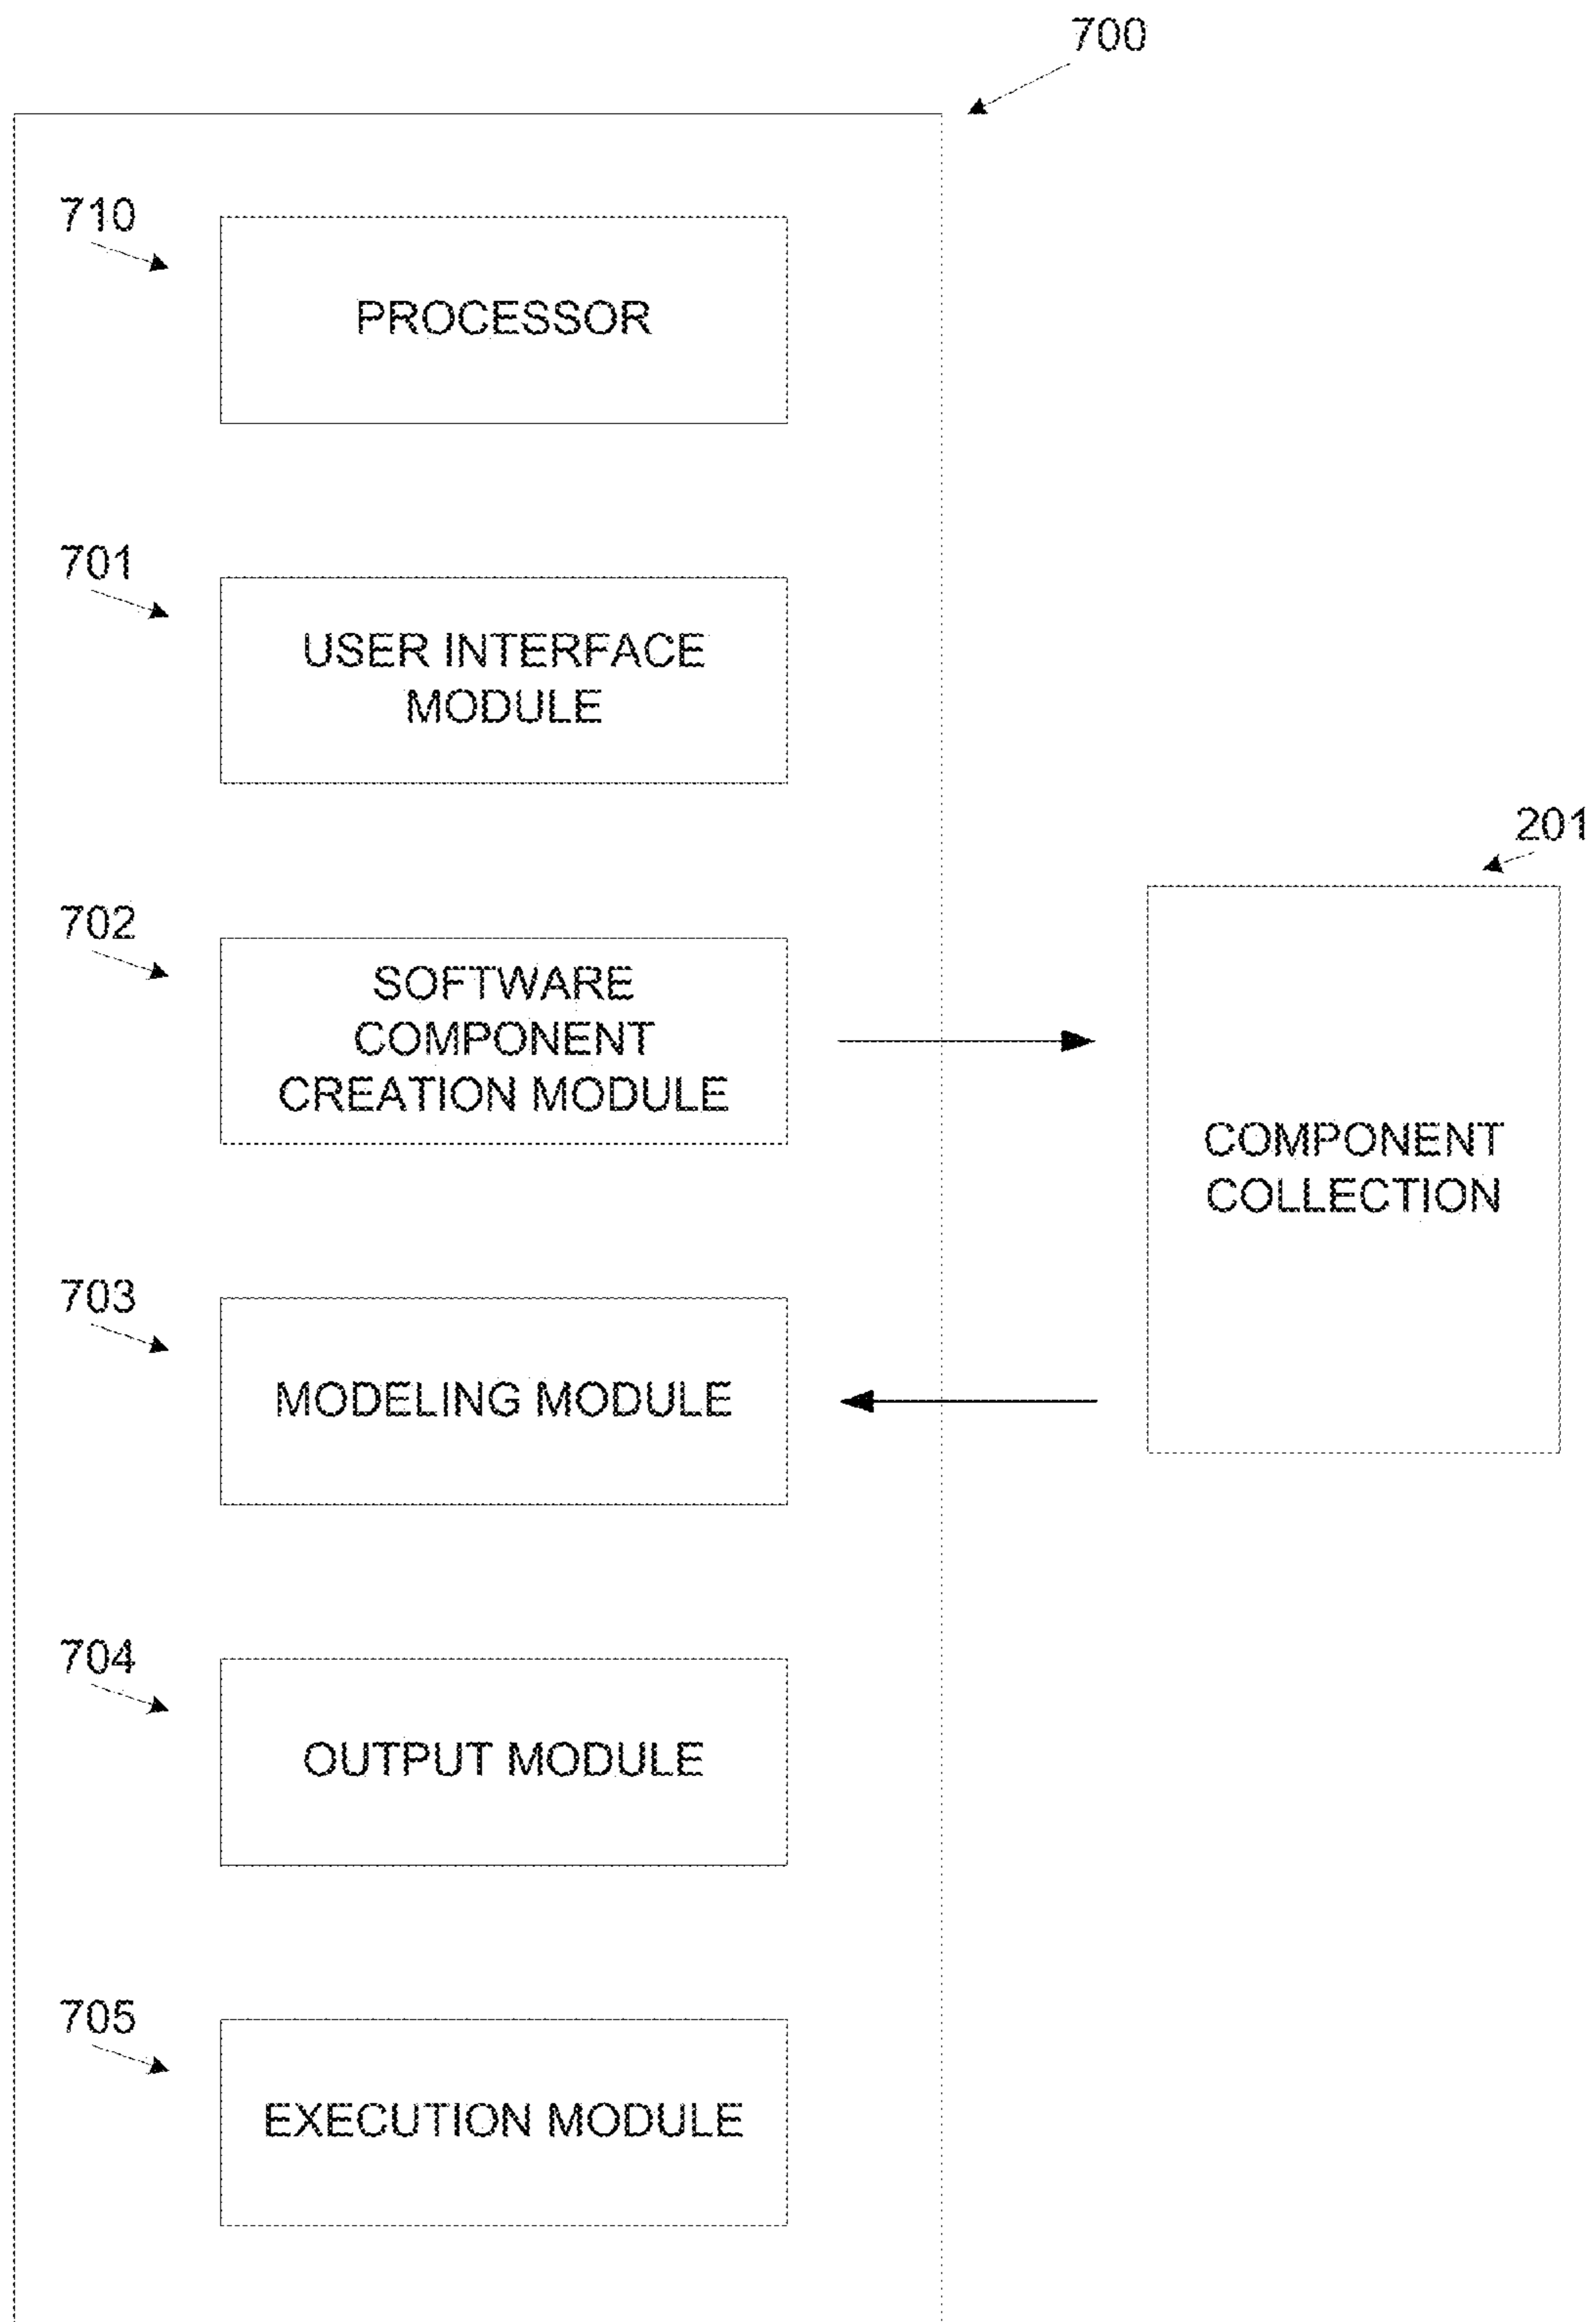 700
710
PROCESSOR
701
USER INTERFACE
MODULE
201
702
SOFTWARE
COMPONENT
CREATION MODULE
COMPONENT
COLLECTION
703
MODELING MODULE
704
OUTPUT MODULE
705
EXECUTION MODULE